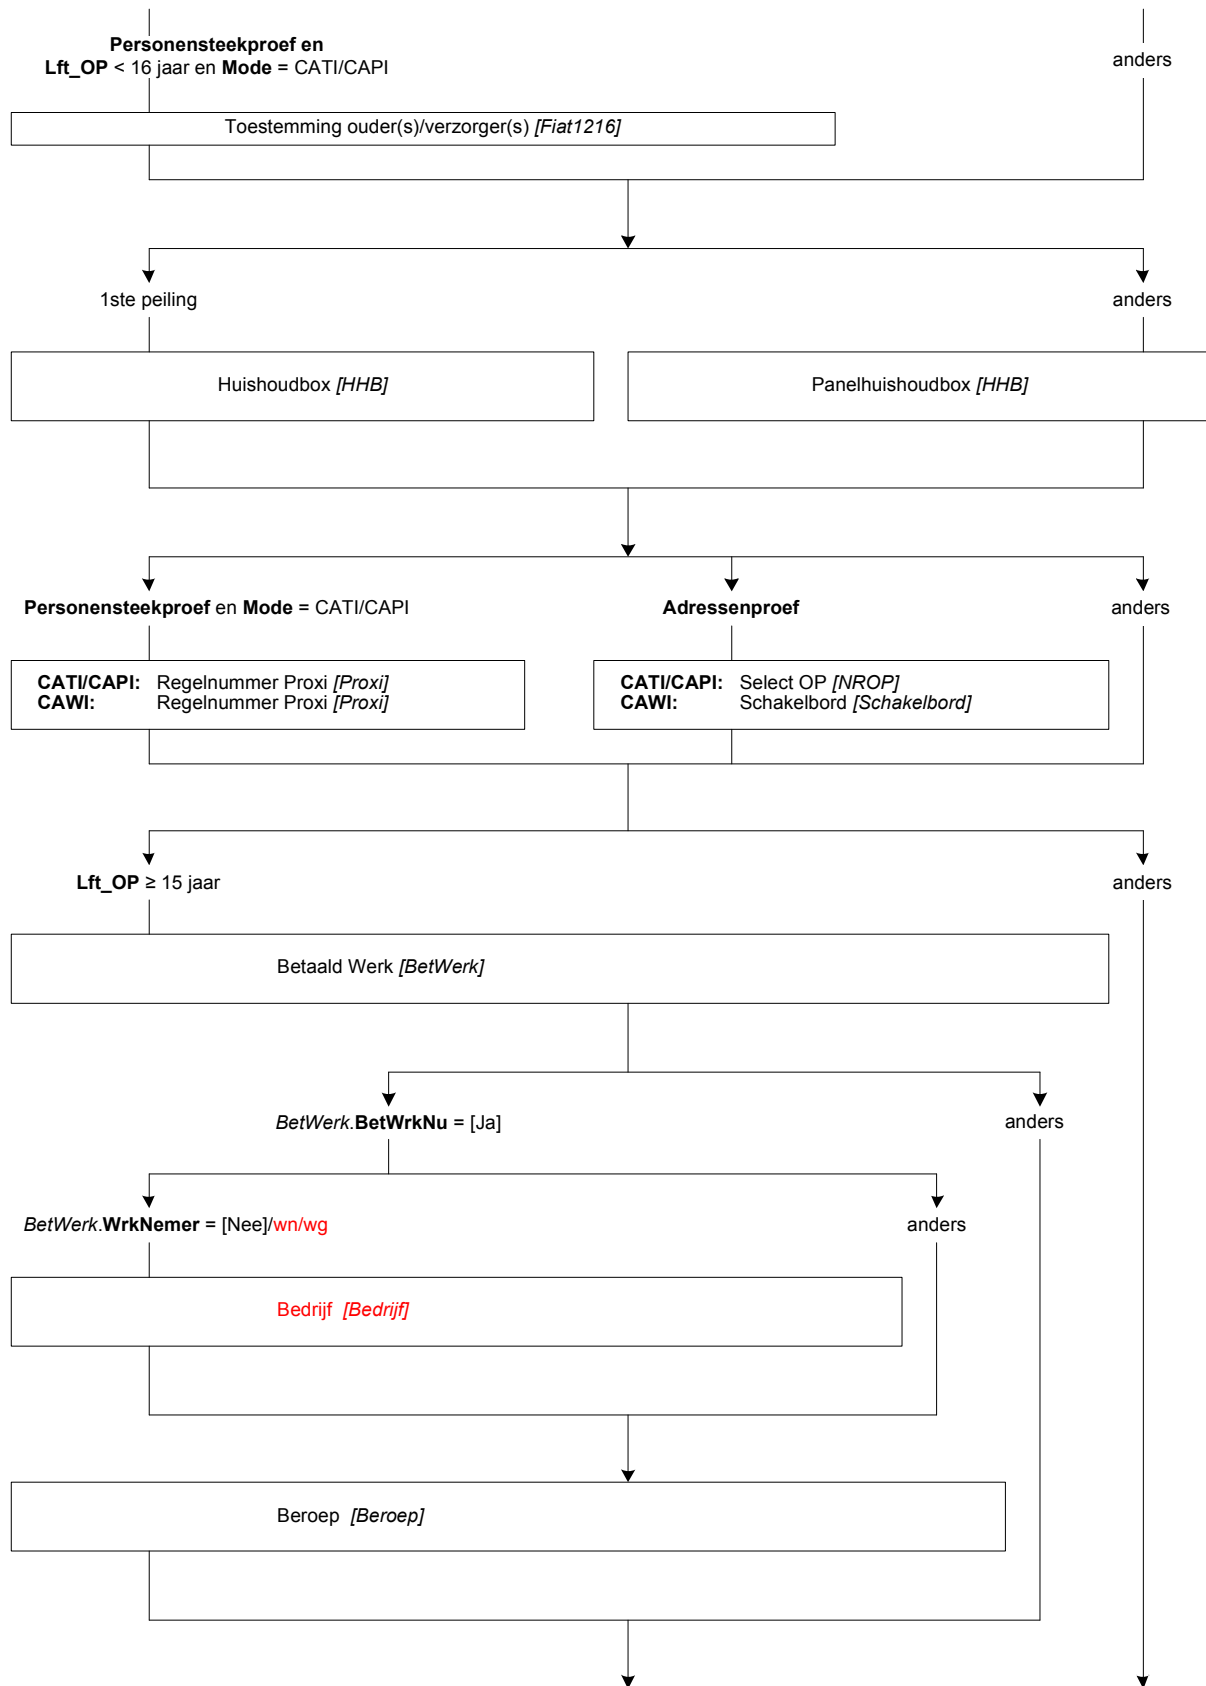 Personensteekproef en
Lft_OP < 16 jaar en Mode = CATI/CAPI
anders
Toestemming ouder(s)/verzorger(s) [Fiat1216]
1ste peiling
anders
Huishoudbox [HHB]
Panelhuishoudbox [HHB]
Personensteekproef en Mode = CATI/CAPI
Adressenproef
anders
CATI/CAPI: Regelnummer Proxi [Proxi]
CAWI: Regelnummer Proxi [Proxi]
CATI/CAPI: Select OP [NROP]
CAWI: Schakelbord [Schakelbord]
Lft_OP ≥ 15 jaar
anders
Betaald Werk [BetWerk]
BetWerk.BetWrkNu = [Ja]
anders
BetWerk.WrkNemer = [Nee]/wn/wg
anders
Bedrijf [Bedrijf]
Beroep [Beroep]